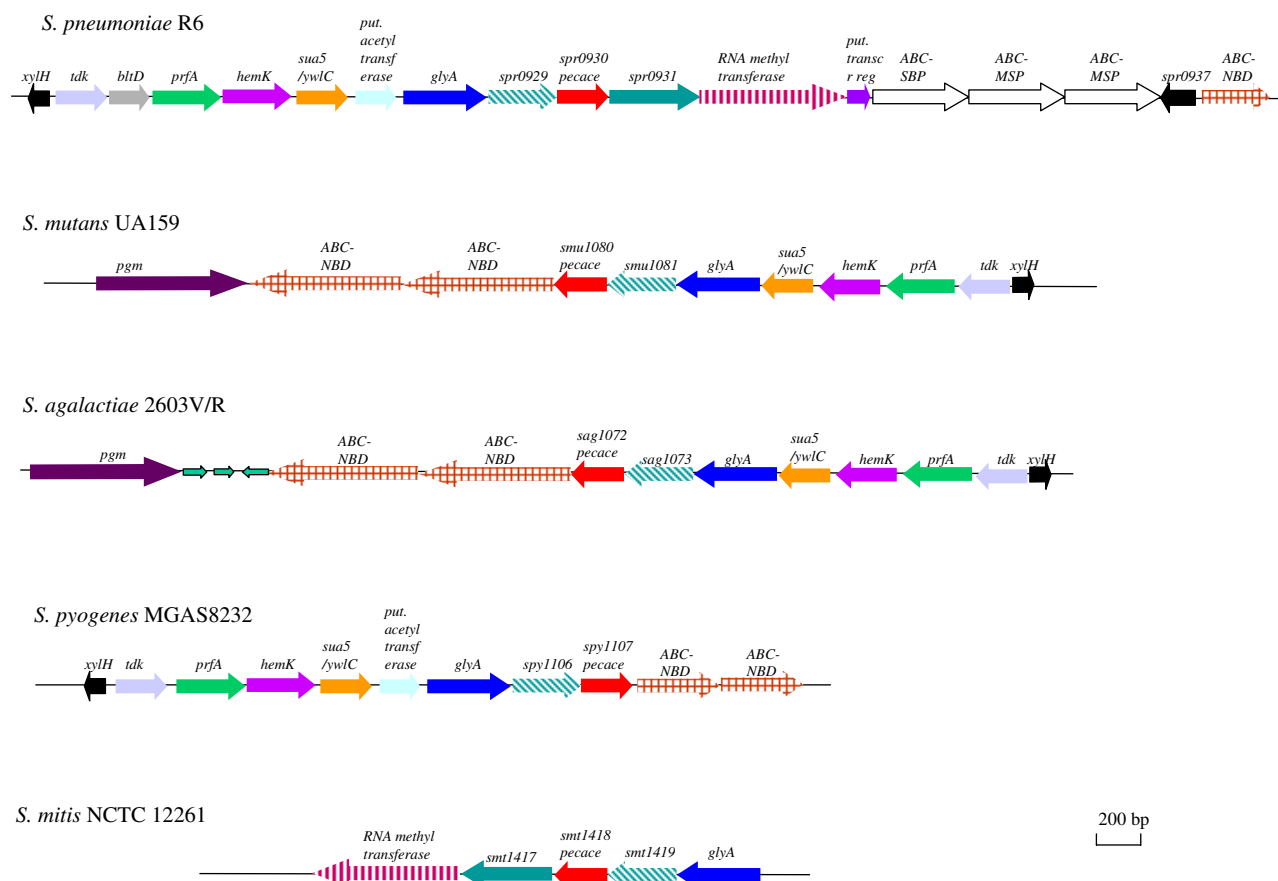 S. pneumoniae R6
xylH
tdk
bltD
prfA
hemK
sua5
/ywlC
put.
acetyl
transf
erase
glyA
spr0929
spr0930
pecace
spr0931
RNA methyl
transferase
put.
transc
r reg
ABC-
SBP
ABC-
MSP
ABC-
MSP
spr0937
ABC-
NBD
S. mutans UA159
pgm
ABC-
NBD
ABC-
NBD
smu1080
pecace
smu1081
glyA
sua5
/ywlC
hemK
prfA
tdk
xylH
S. agalactiae 2603V/R
pgm
ABC-
NBD
ABC-
NBD
sag1072
pecace
sag1073
glyA
sua5
/ywlC
hemK
prfA
tdk
xylH
S. pyogenes MGAS8232
xylH
tdk
prfA
hemK
sua5
/ywlC
put.
acetyl
transf
erase
glyA
spy1106
spy1107
pecace
ABC-
NBD
ABC-
NBD
S. mitis NCTC 12261
RNA methyl
transferase
smt1417
smt1418
pecace
smt1419
glyA
200 bp